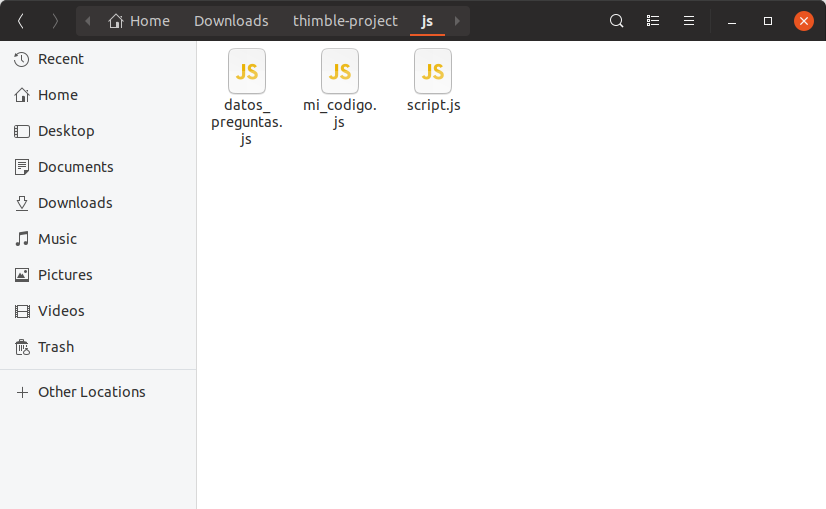 Home
Downloads
thimble-project
js
Recent
Home
Desktop
Documents
Downloads
Music
Pictures
Videos
Trash
Other Locations
JS
datos_
preguntas.
js
JS
mi_codigo.
js
JS
script.js